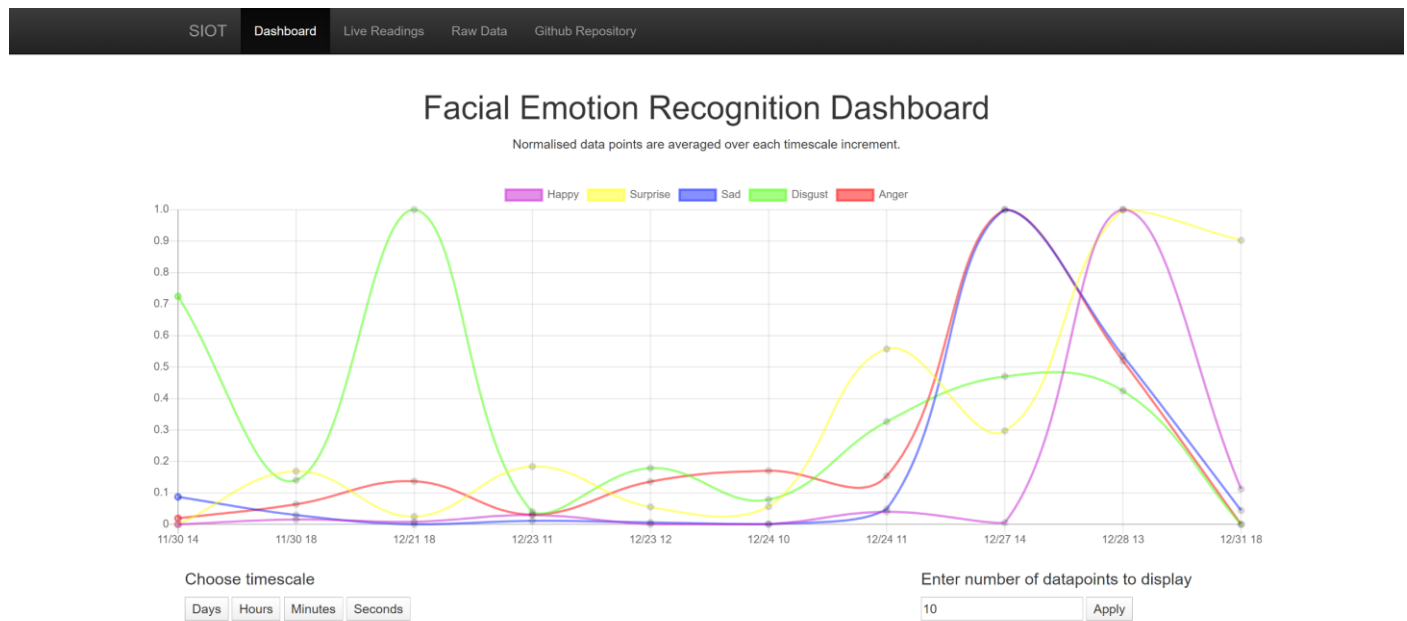 SIOT Dashboard Live Readings Raw Data Github Repository
Facial Emotion Recognition Dashboard
Normalised data points are averaged over each timescale increment.
Happy Surprise Sad Disgust Anger
1.0
0.9
0.8
0.7
0.6
0.5
0.4
0.3
0.2
0.1
0
11/30 14 11/30 18 12/21 18 12/23 11 12/23 12 12/24 10 12/24 11 12/27 14 12/28 13 12/31 18
Choose timescale Enter number of datapoints to display
Days Hours Minutes Seconds 10 Apply